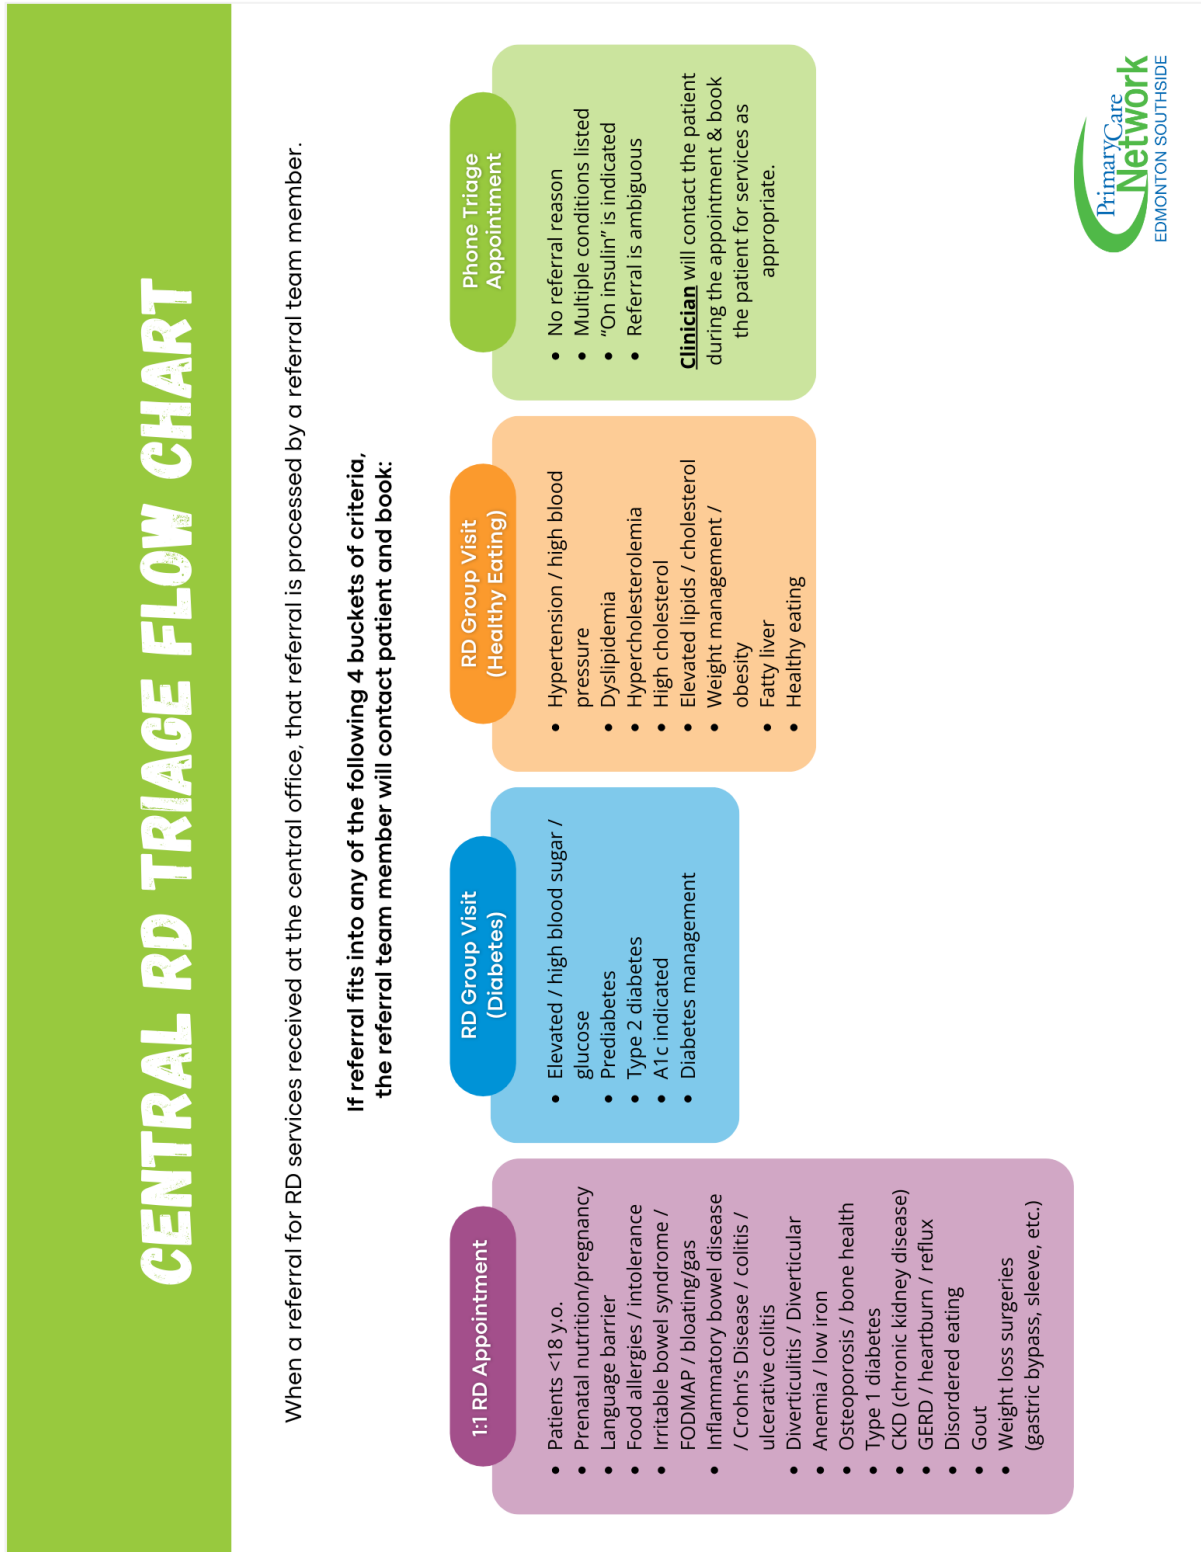 CENTRAL RD TRIAGE FLOW CHART
When a referral for RD services received at the central office, that referral is processed by a referral team member.
If referral fits into any of the following 4 buckets of criteria,
the referral team member will contact patient and book:
1:1 RD Appointment
• Patients <18 y.o.
• Prenatal nutrition/pregnancy
• Language barrier
• Food allergies / intolerance
• Irritable bowel syndrome /
FODMAP / bloating/gas
• Inflammatory bowel disease
/ Crohn's Disease / colitis /
ulcerative colitis
• Diverticulitis / Diverticular
• Anemia / low iron
• Osteoporosis / bone health
• Type 1 diabetes
• CKD (chronic kidney disease)
• GERD / heartburn / reflux
• Disordered eating
• Gout
• Weight loss surgeries
(gastric bypass, sleeve, etc.)
RD Group Visit
(Diabetes)
• Elevated / high blood sugar /
glucose
• Prediabetes
• Type 2 diabetes
• A1c indicated
• Diabetes management
RD Group Visit
(Healthy Eating)
• Hypertension / high blood
pressure
• Dyslipidemia
• Hypercholesterolemia
• High cholesterol
• Elevated lipids / cholesterol
• Weight management /
obesity
• Fatty liver
• Healthy eating
Phone Triage
Appointment
• No referral reason
• Multiple conditions listed
• "On insulin" is indicated
• Referral is ambiguous
Clinician will contact the patient
during the appointment & book
the patient for services as
appropriate.
PrimaryCare
Network
EDMONTON SOUTHSIDE